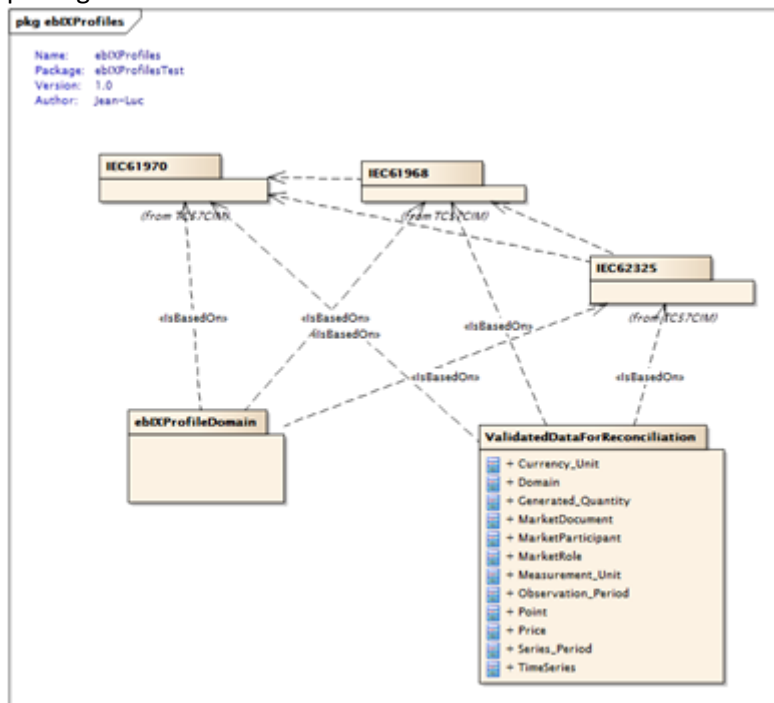 pkg ebIXProfiles
Name: ebIXProfiles
Package: ebIXProfilesTest
Version: 1.0
Author: Jean-Luc
IEC61970
(from TC57CIM)
IEC61968
(from TC57CIM)
IEC62325
(from TC57CIM)
«IsBasedOn»
«IsBasedOn»
«IsBasedOn»
«IsBasedOn»
«IsBasedOn»
«IsBasedOn»
ebIXProfileDomain
ValidatedDataForReconciliation
+ Currency_Unit
+ Domain
+ Generated_Quantity
+ MarketDocument
+ MarketParticipant
+ MarketRole
+ Measurement_Unit
+ Observation_Period
+ Point
+ Price
+ Series_Period
+ TimeSeries